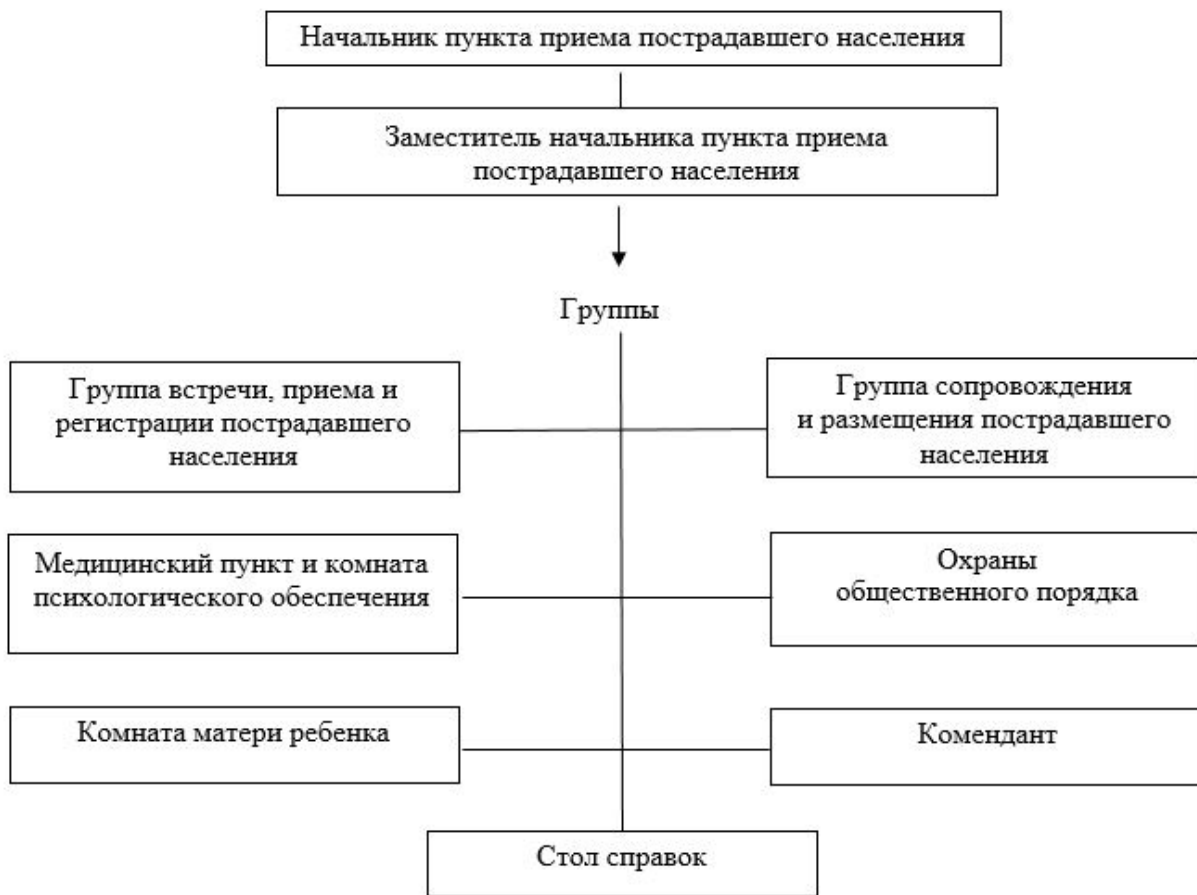 Начальник пункта приема пострадавшего населения
Заместитель начальника пункта приема
пострадавшего населения
Группы
Группа встречи, приема и
регистрации пострадавшего
населения
Группа сопровождения
и размещения пострадавшего
населения
Медицинский пункт и комната
психологического обеспечения
Охраны
общественного порядка
Комната матери ребенка
Комендант
Стол справок